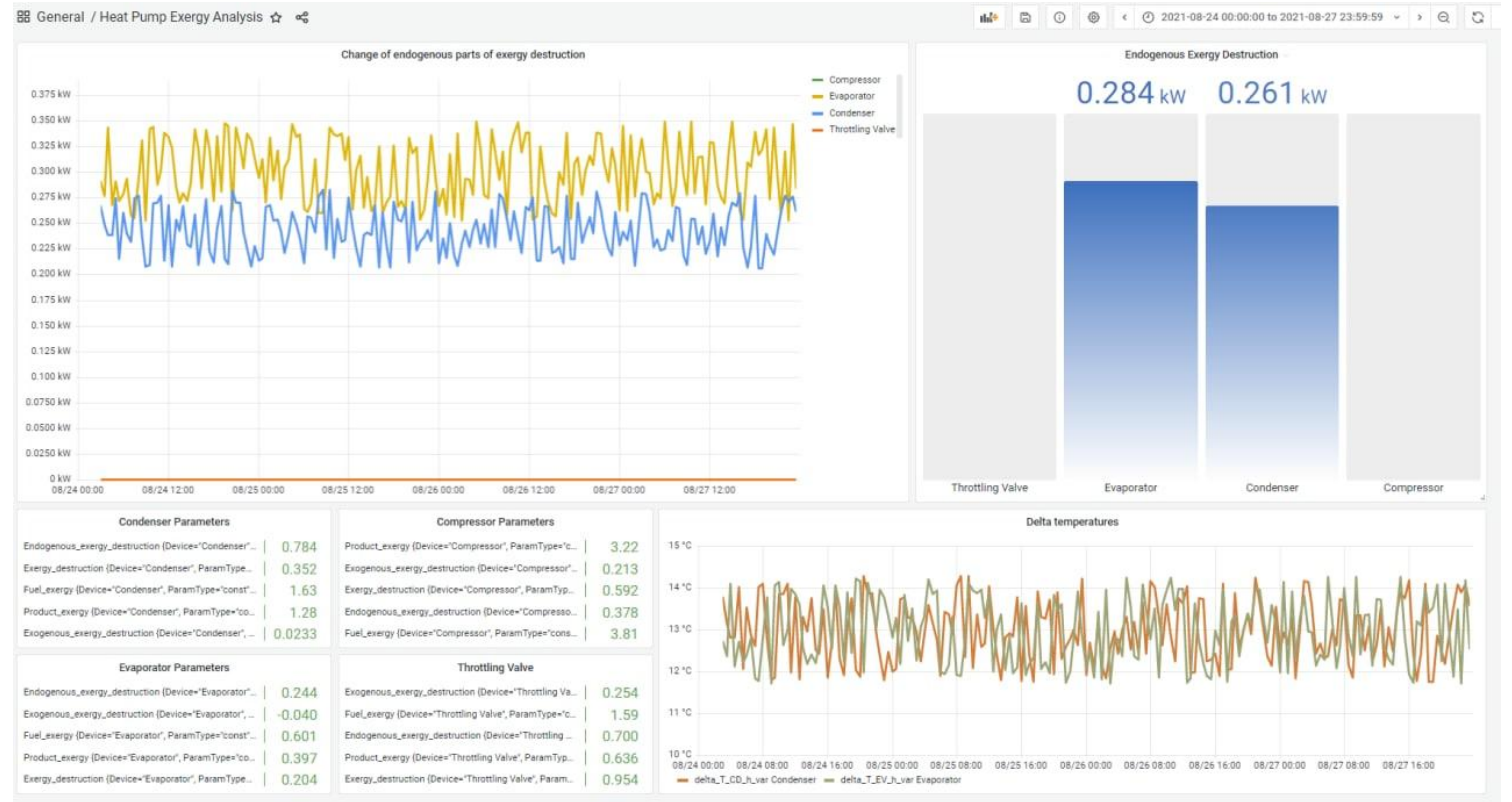 General / Heat Pump Exergy Analysis
2021-08-24 00:00:00 to 2021-08-27 23:59:59
Change of endogenous parts of exergy destruction
0.375 kW
0.350 kW
0.325 kW
0.300 kW
0.275 kW
0.250 kW
0.225 kW
0.200 kW
0.175 kW
0.150 kW
0.125 kW
0.100 kW
0.0750 kW
0.0500 kW
0.0250 kW
0 kW
08/24 00:00 08/24 12:00 08/25 00:00 08/25 12:00 08/26 00:00 08/26 12:00 08/27 00:00 08/27 12:00
Compressor
Evaporator
Condenser
Throttling Valve
Endogenous Exergy Destruction
0.284 kW 0.261 kW
Throttling Valve Evaporator Condenser Compressor
Condenser Parameters
Endogenous_exergy_destruction {Device="Condenser"... 0.784
Exergy_destruction {Device="Condenser", ParamType... 0.352
Fuel_exergy {Device="Condenser", ParamType="const"... 1.63
Product_exergy {Device="Condenser", ParamType="co... 1.28
Exogenous_exergy_destruction {Device="Condenser", ... 0.0233
Compressor Parameters
Product_exergy {Device="Compressor", ParamType="c... 3.22
Exogenous_exergy_destruction {Device="Compressor"... 0.213
Exergy_destruction {Device="Compressor", ParamTyp... 0.592
Endogenous_exergy_destruction {Device="Compresso... 0.378
Fuel_exergy {Device="Compressor", ParamType="cons... 3.81
Evaporator Parameters
Endogenous_exergy_destruction {Device="Evaporator"... 0.244
Exogenous_exergy_destruction {Device="Evaporator", ... -0.040
Fuel_exergy {Device="Evaporator", ParamType="const"... 0.601
Product_exergy {Device="Evaporator", ParamType="co... 0.397
Exergy_destruction {Device="Evaporator", ParamType... 0.204
Throttling Valve
Exogenous_exergy_destruction {Device="Throttling Va... 0.254
Fuel_exergy {Device="Throttling Valve", ParamType="c... 1.59
Endogenous_exergy_destruction {Device="Throttling ... 0.700
Product_exergy {Device="Throttling Valve", ParamTyp... 0.636
Exergy_destruction {Device="Throttling Valve", Param... 0.954
Delta temperatures
15 °C
14 °C
13 °C
12 °C
11 °C
10 °C
08/24 00:00 08/24 08:00 08/24 16:00 08/25 00:00 08/25 08:00 08/25 16:00 08/26 00:00 08/26 08:00 08/26 16:00 08/27 00:00 08/27 08:00 08/27 16:00
delta_T_CD_h_var Condenser delta_T_EV_h_var Evaporator